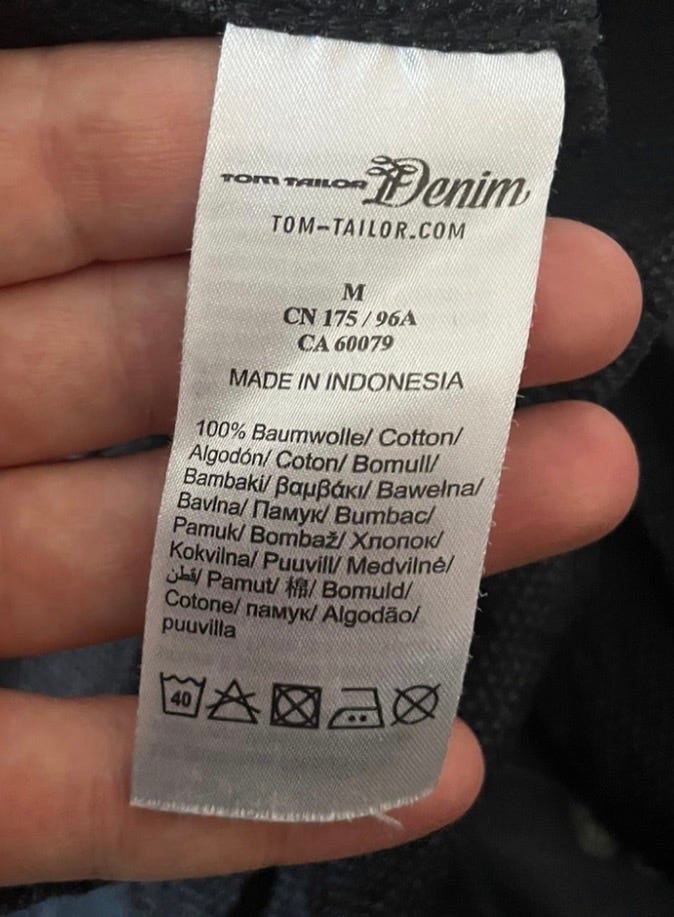 TOM TAILOR Denim
TOM-TAILOR.COM
M
CN 175 / 96A
CA 60079
MADE IN INDONESIA
100% Baumwolle/ Cotton/
Algodón/ Coton/ Bomull/
Bambaki/ βαμβάκι/ Bawełna/
Bavlna/ Памук/ Bumbac/
Pamuk/ Bombaž/ Хлопок/
Kokvilna/ Puuvill/ Medvilnė/
قطن/ Pamut/ 棉/ Bomuld/
Cotone/ памук/ Algodão/
puuvilla
40